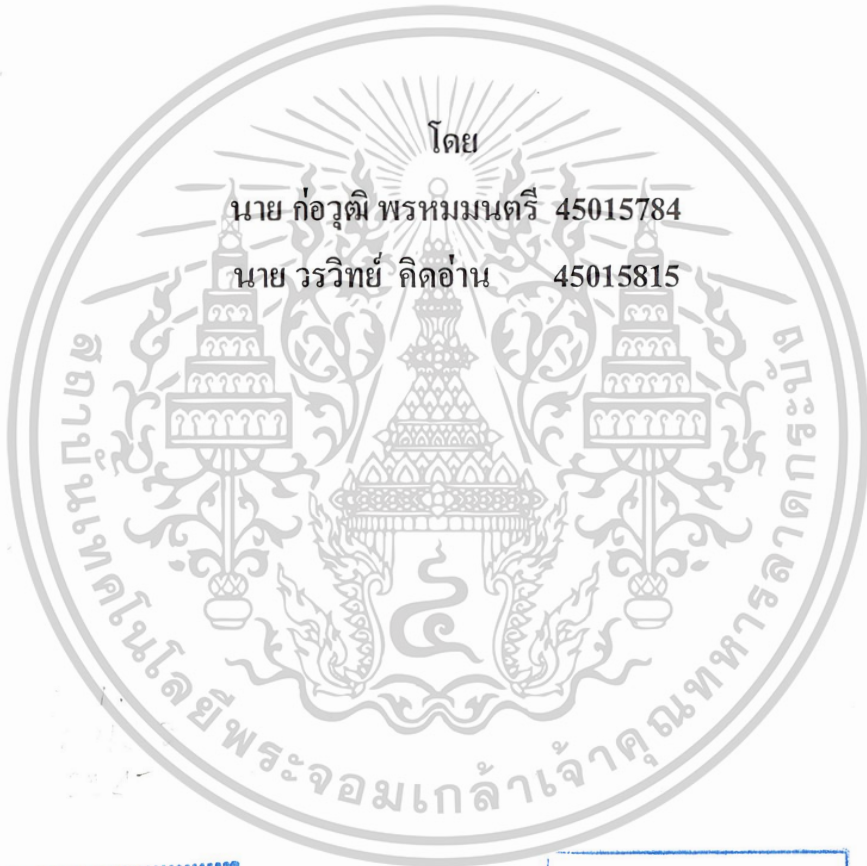 โดย
นาย ก่อวุฒิ พรหมมนตรี 45015784
นาย วรวิทย์ คิดอ่าน 45015815
สถาบันเทคโนโลยีพระจอมเกล้าเจ้าคุณทหารลาดกระบัง